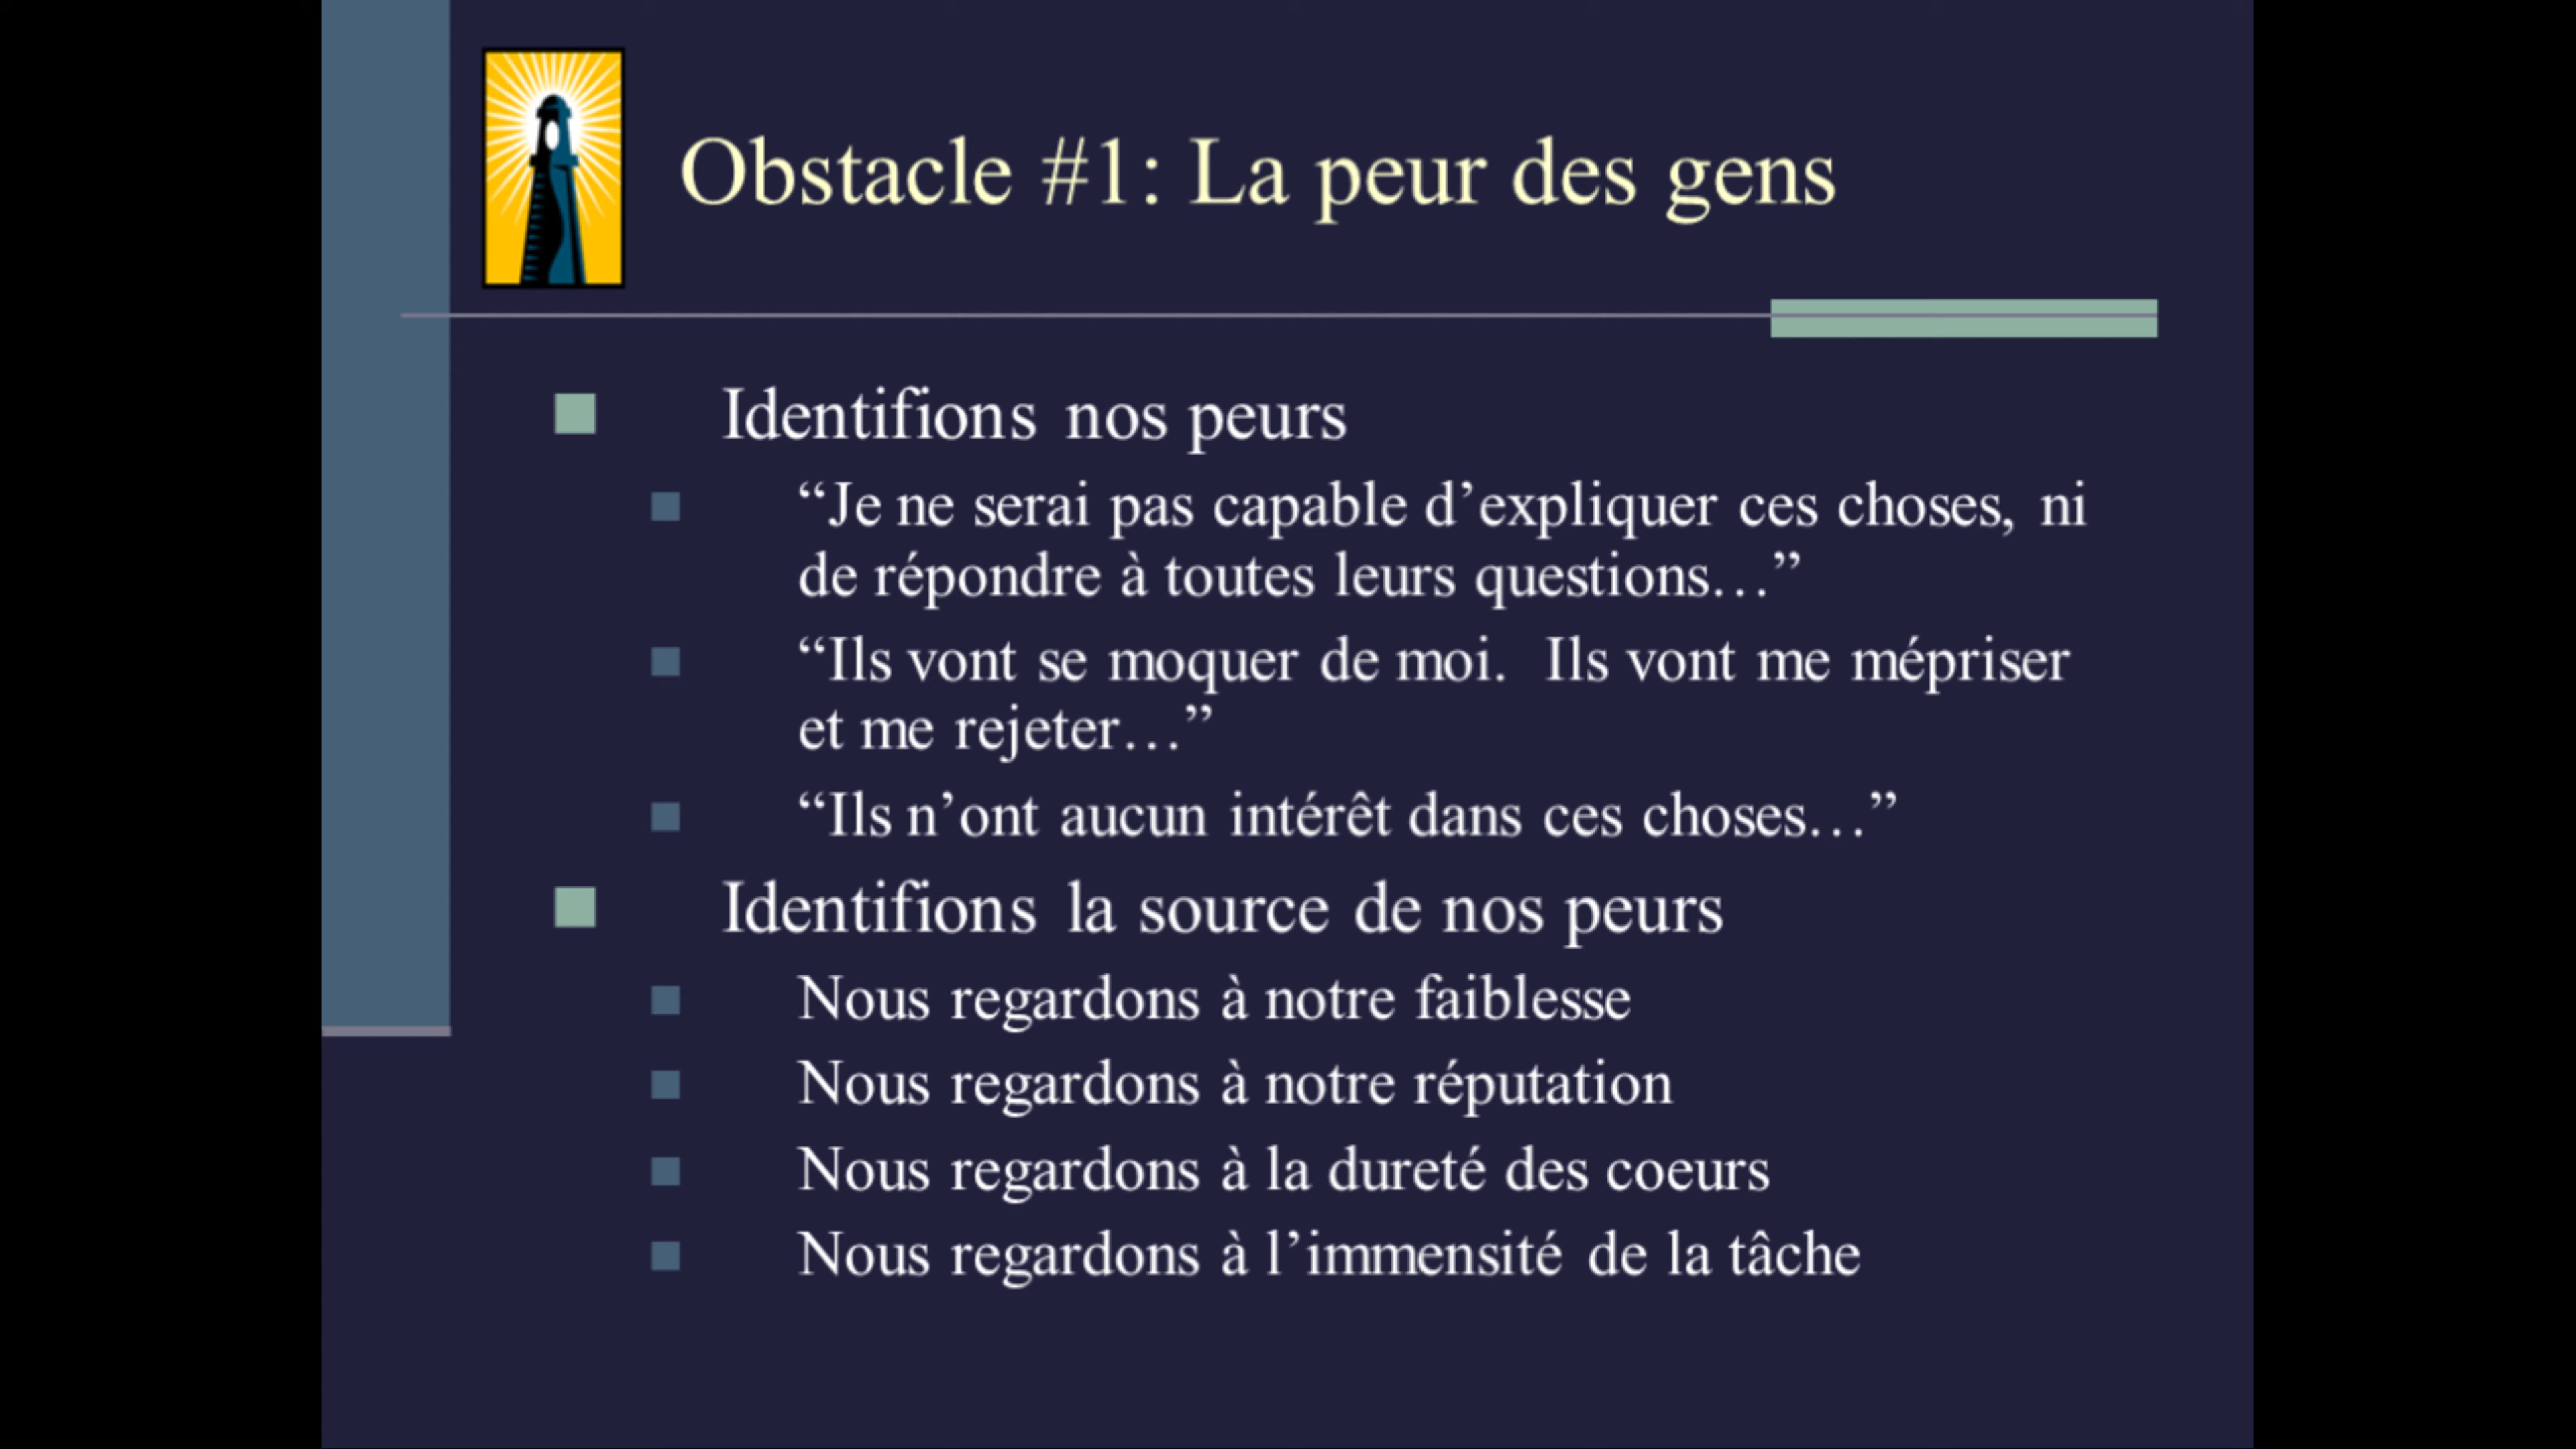 Obstacle #1: La peur des gens
Identifions nos peurs
“Je ne serai pas capable d’expliquer ces choses, ni
de répondre à toutes leurs questions…”
“Ils vont se moquer de moi.  Ils vont me mépriser
et me rejeter…”
“Ils n’ont aucun intérêt dans ces choses…”
Identifions la source de nos peurs
Nous regardons à notre faiblesse
Nous regardons à notre réputation
Nous regardons à la dureté des coeurs
Nous regardons à l’immensité de la tâche